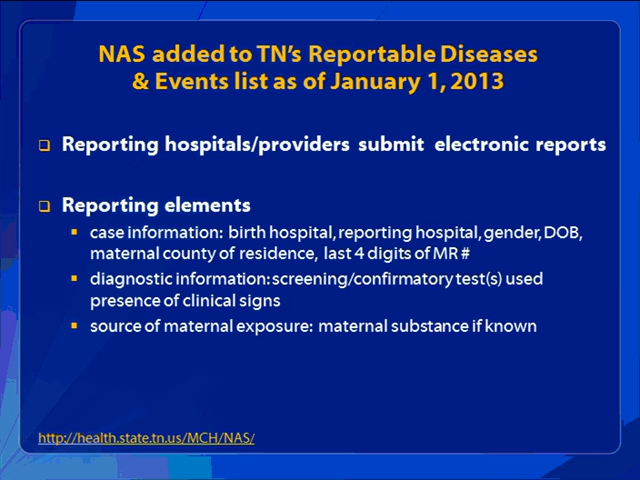 NAS added to TN's Reportable Diseases
& Events list as of January 1, 2013
Reporting hospitals/providers submit electronic reports
Reporting elements
case information: birth hospital, reporting hospital, gender, DOB,
maternal county of residence, last 4 digits of MR #
diagnostic information: screening/confirmatory test(s) used
presence of clinical signs
source of maternal exposure: maternal substance if known
http://health.state.tn.us/MCH/NAS/